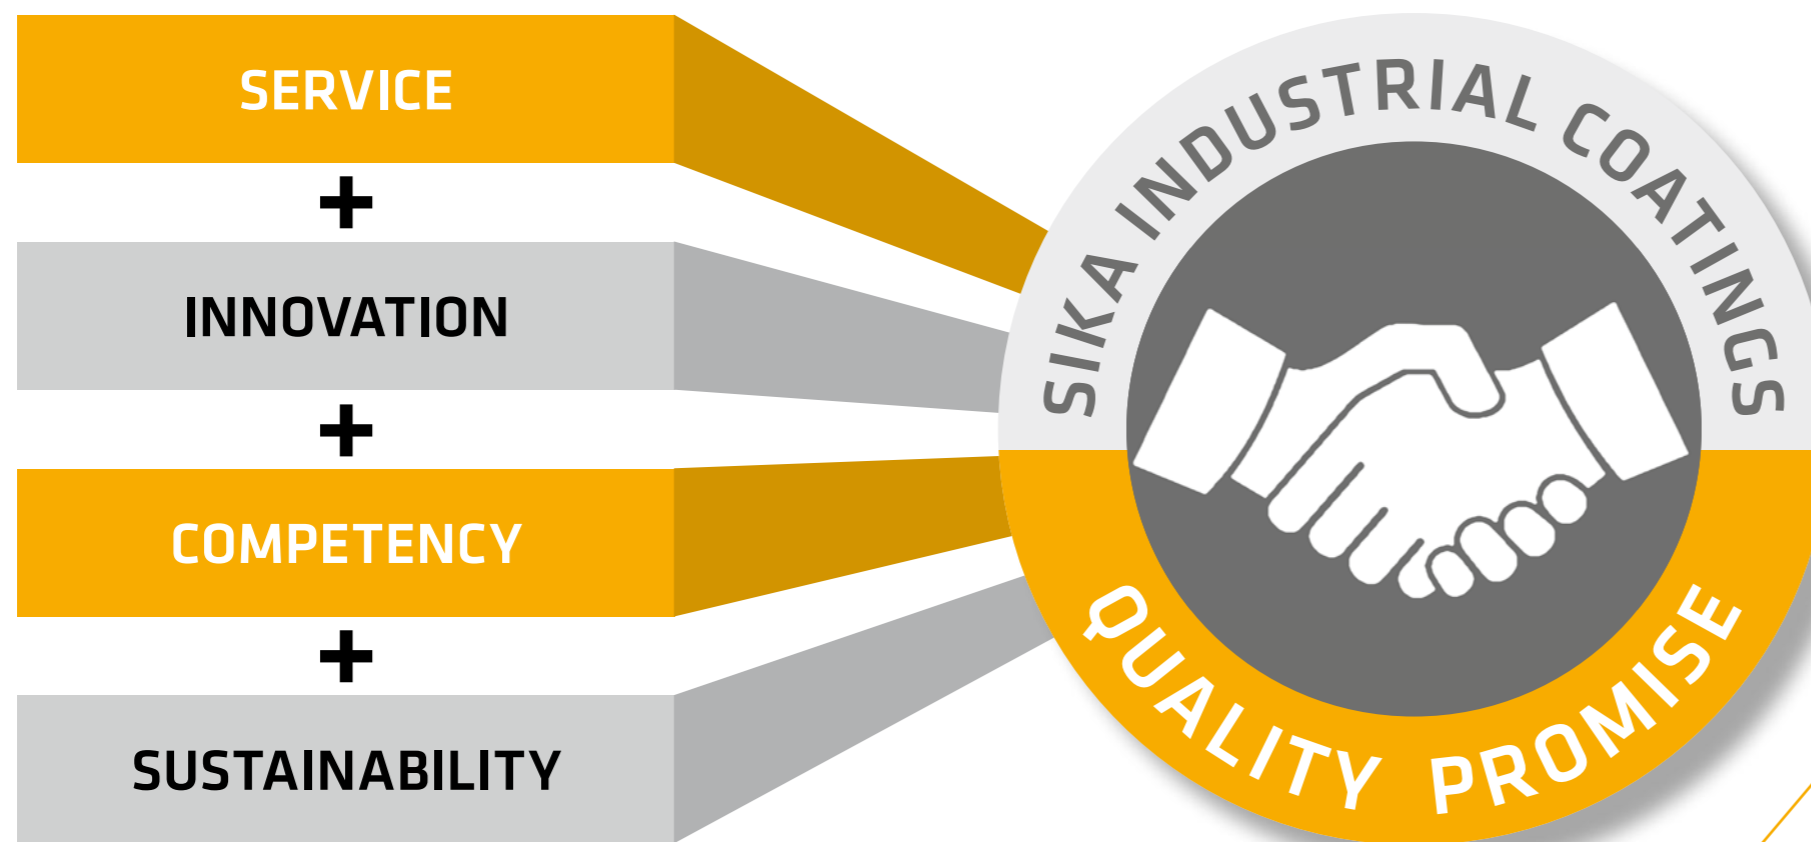 SERVICE
+
INNOVATION
+
COMPETENCY
+
SUSTAINABILITY
SIKA INDUSTRIAL COATINGS
QUALITY PROMISE